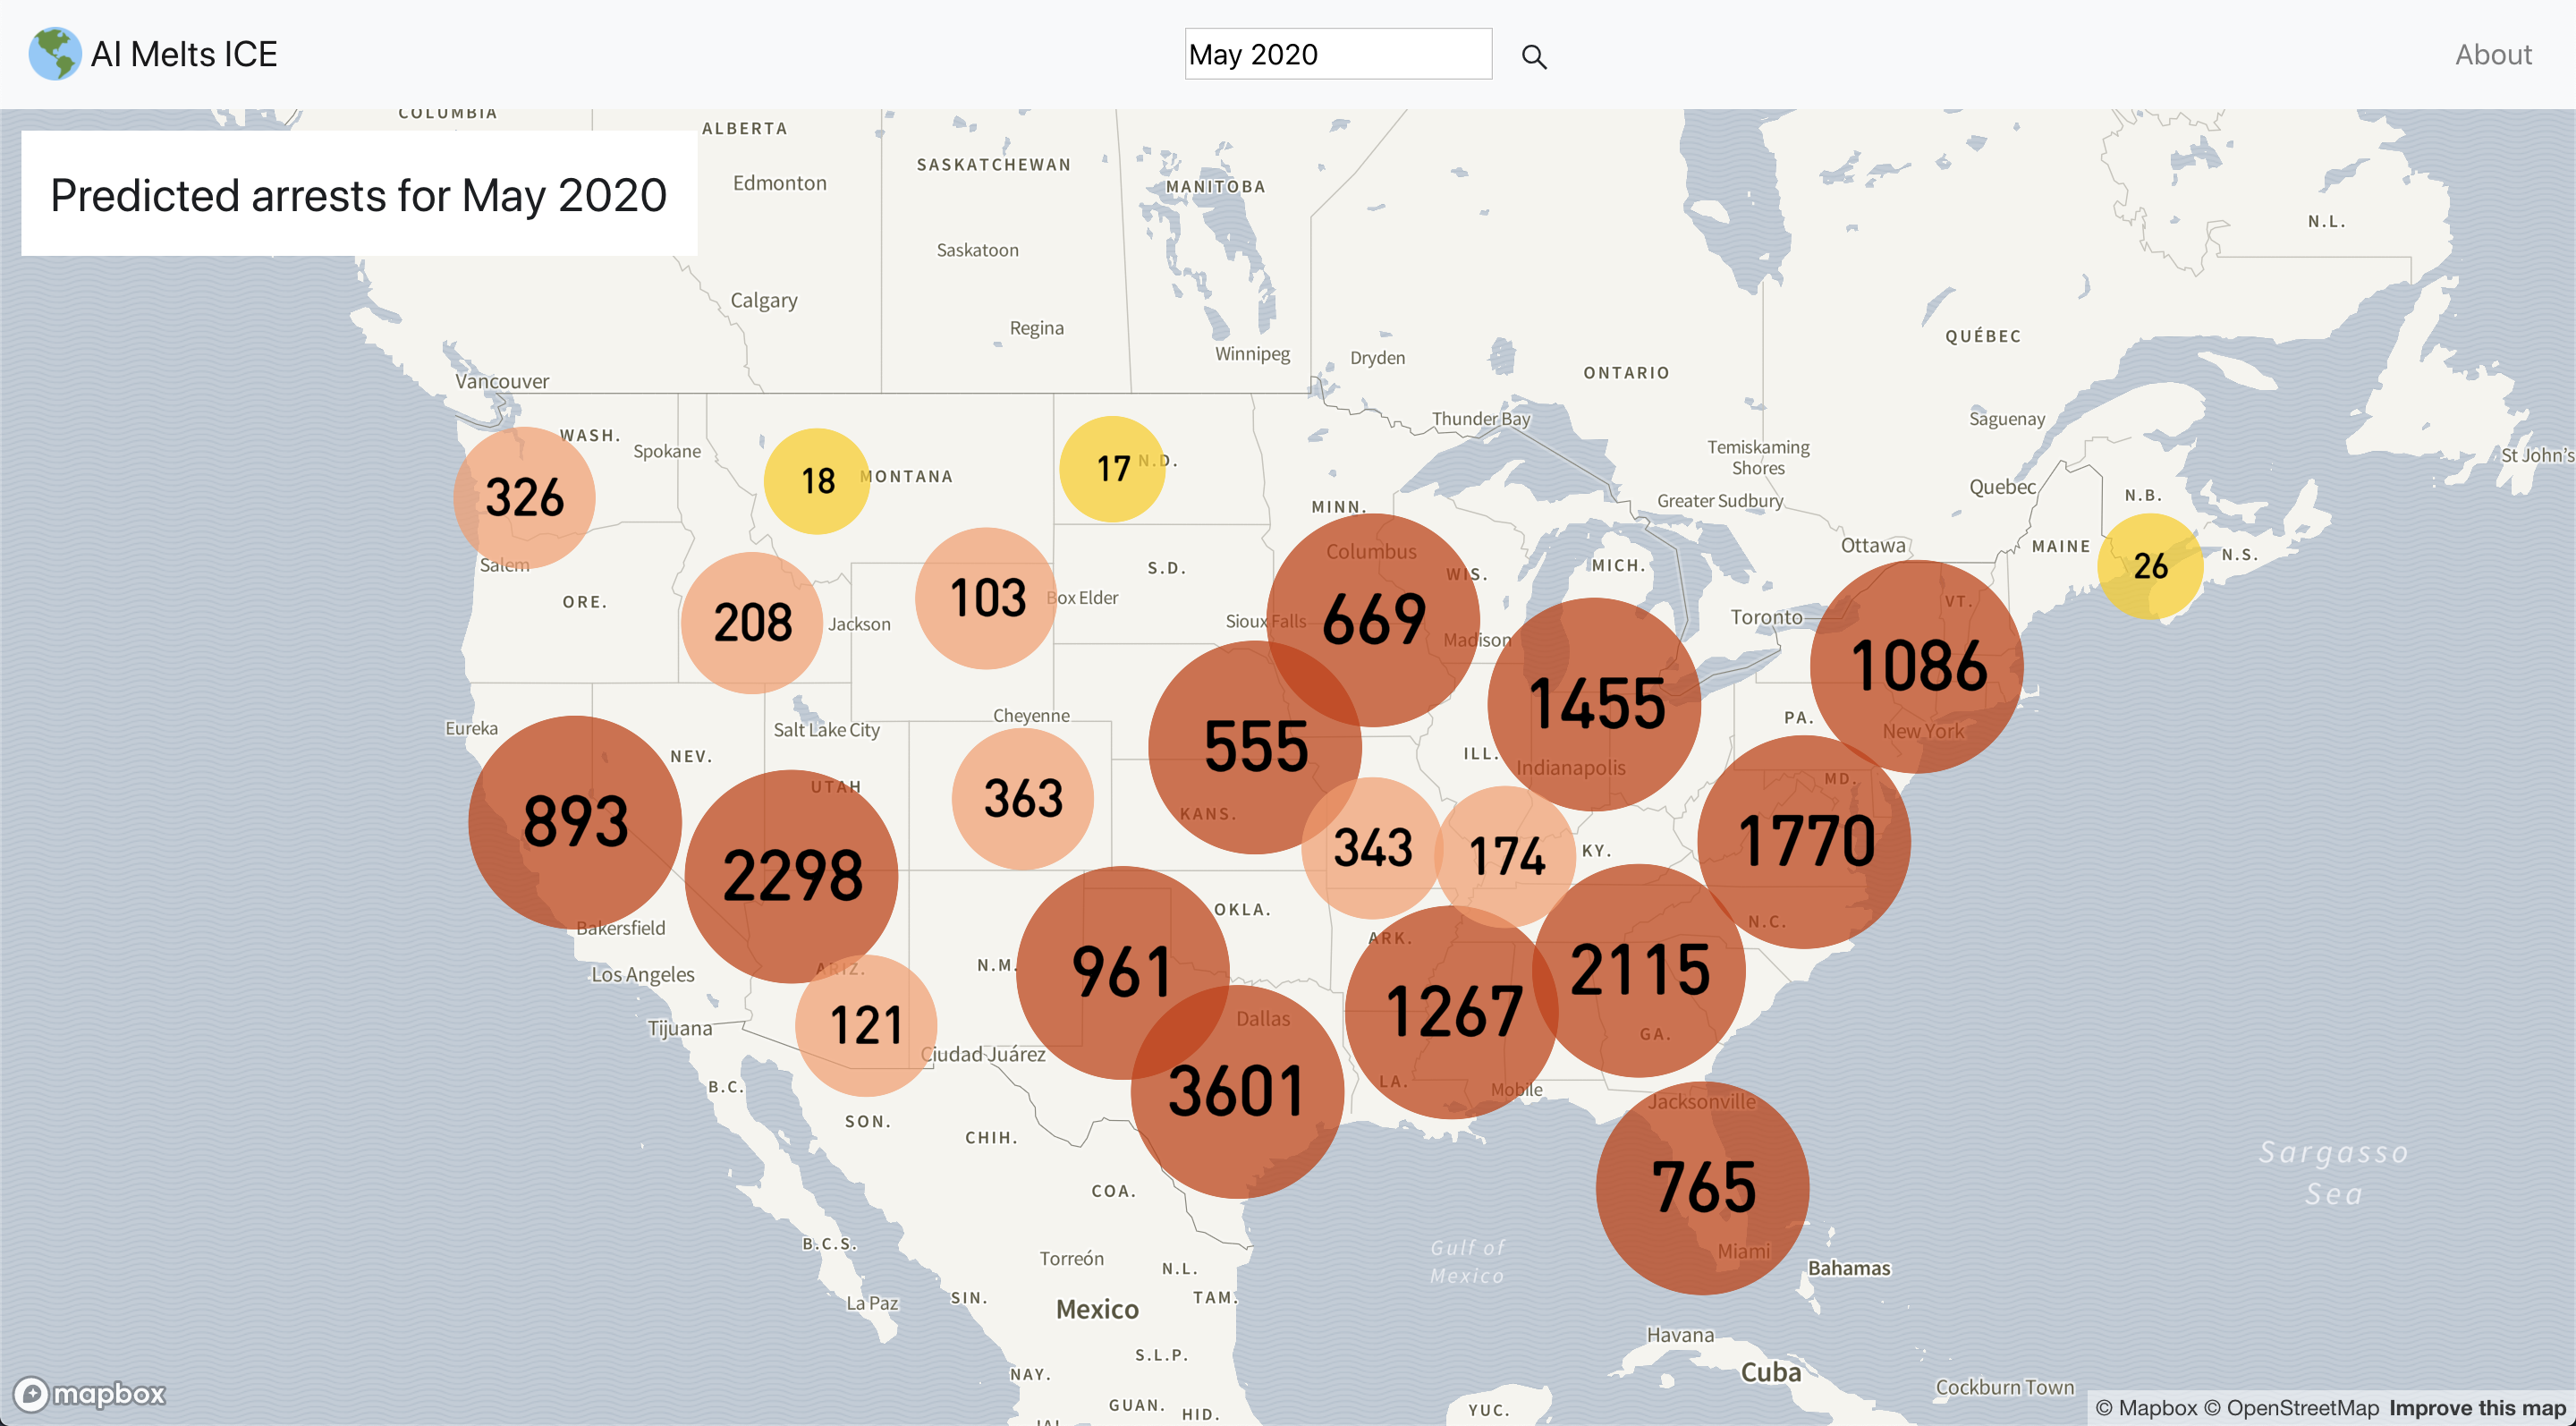 AI Melts ICE
May 2020
About
Predicted arrests for May 2020
COLUMBIA
ALBERTA
Edmonton
SASKATCHEWAN
MANITOBA
N.L.
Saskatoon
Calgary
Regina
QUÉBEC
Winnipeg
Dryden
ONTARIO
Vancouver
Thunder Bay
Saguenay
WASH.
Spokane
Temiskaming
Shores
St John's
18
MONTANA
17
N.D.
326
Quebec
N.B.
Greater Sudbury
MINN.
Salem
Columbus
Ottawa
MAINE
N.S.
26
S.D.
WIS.
MICH.
ORE.
208
Jackson
103
Box Elder
Sioux Falls
669
Madison
Toronto
VT.
1086
Eureka
Salt Lake City
Cheyenne
555
1455
PA.
New York
NEV.
UTAH
363
ILL.
Indianapolis
MD.
893
2298
KANS.
343
174
KY.
1770
Bakersfield
OKLA.
ARK.
N.C.
Los Angeles
ARIZ.
N.M.
961
2115
Tijuana
121
Ciudad Juárez
Dallas
1267
GA.
B.C.
3601
LA.
Mobile
Jacksonville
SON.
CHIH.
765
COA.
Sargasso
Sea
B.C.S.
Torreón
N.L.
Gulf of
Mexico
Miami
Bahamas
La Paz
SIN.
Mexico
TAM.
Havana
S.L.P.
NAY.
Cuba
Cockburn Town
GUAN.
HID.
YUC.
mapbox
© Mapbox © OpenStreetMap Improve this map